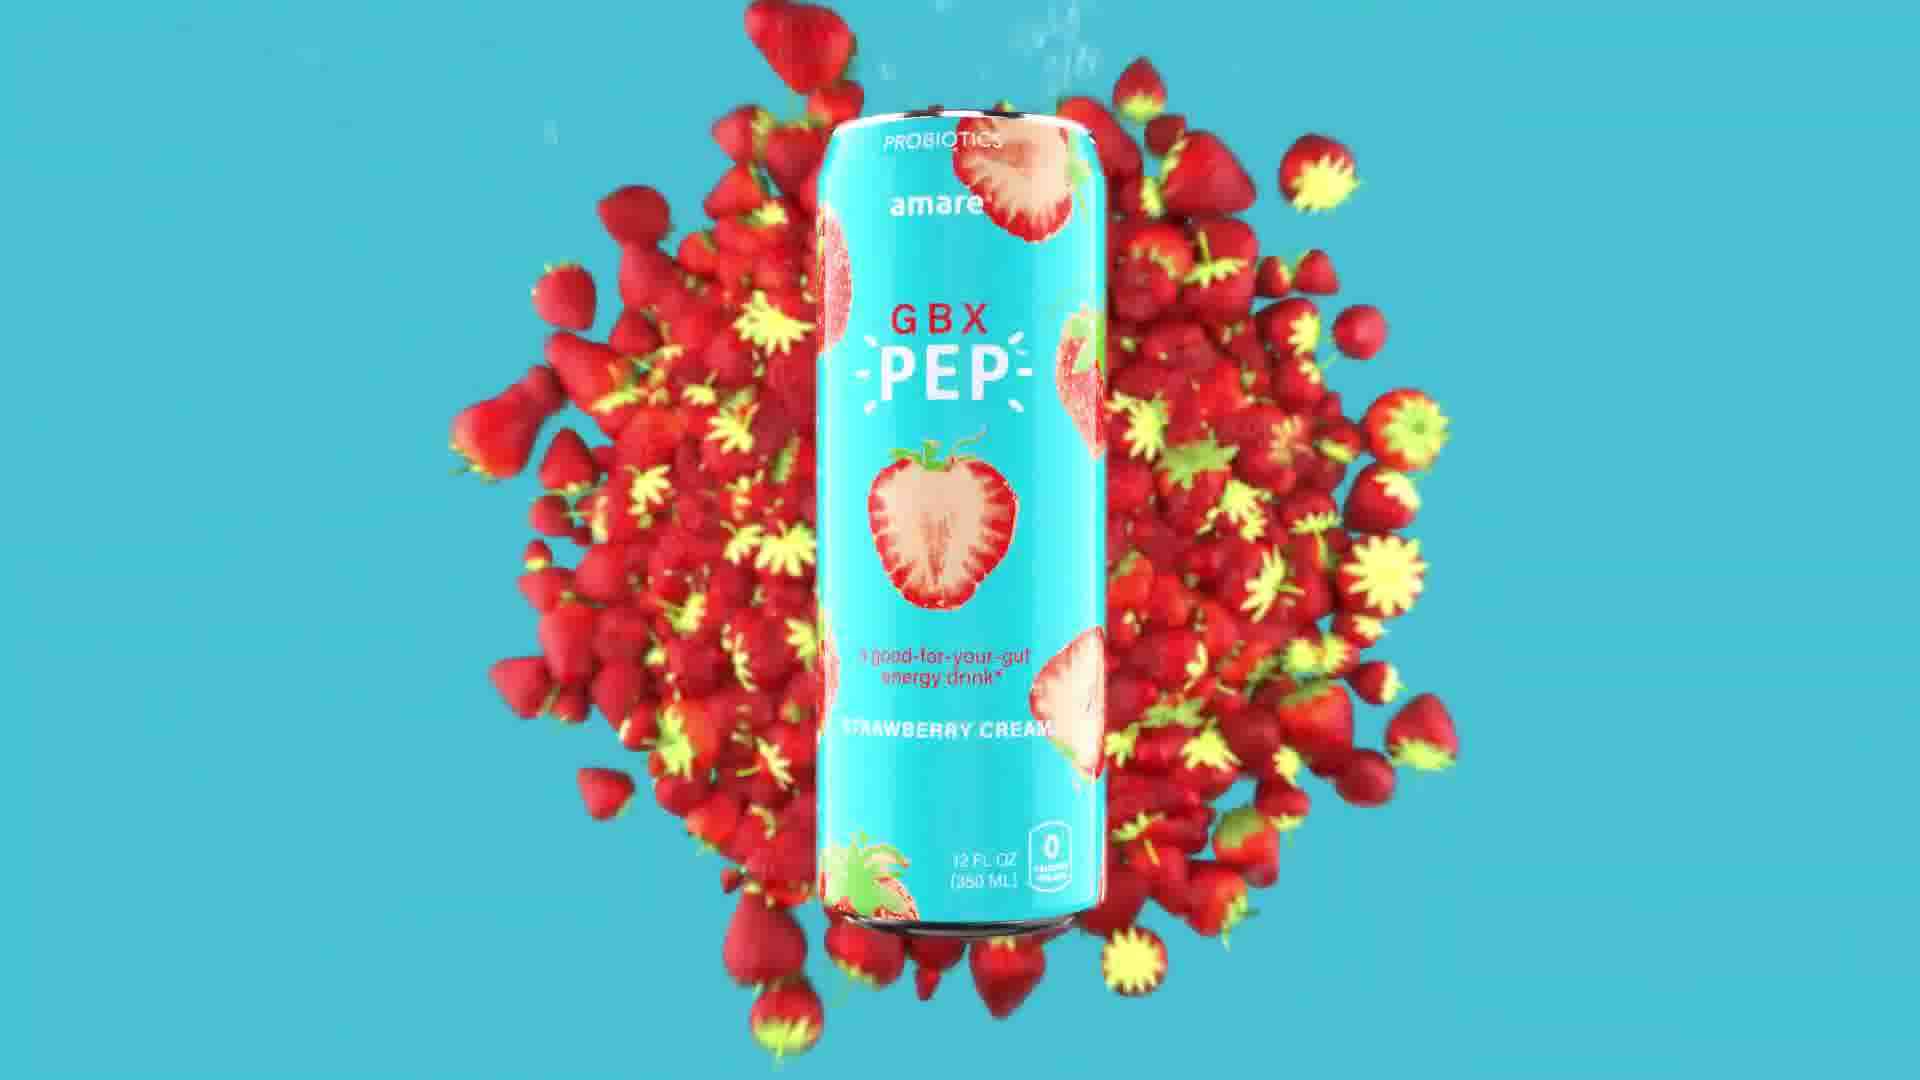 PROBIOTICS
amare
GBX
PEP
a good-for-your-gut
energy drink*
STRAWBERRY CREAM
12 FL OZ
(350 ML)
0